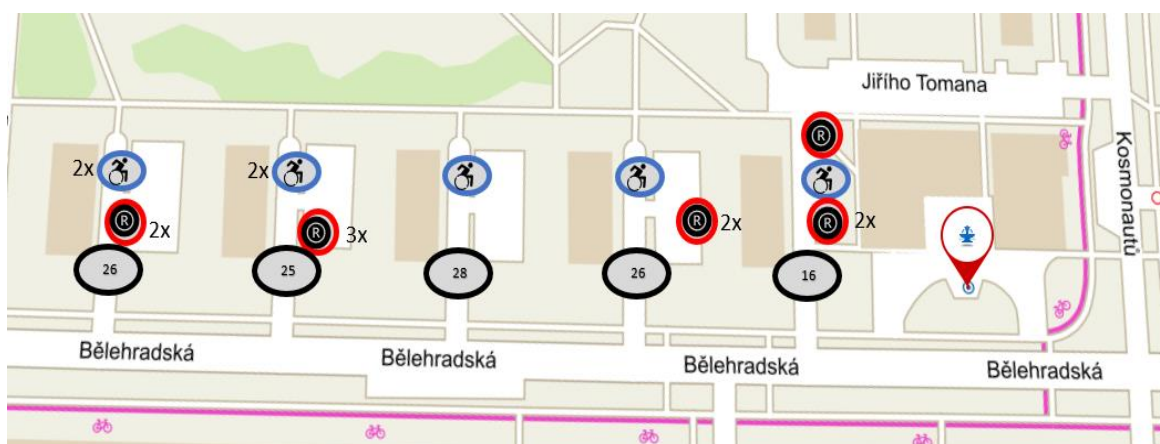 Jiřího Tomana
Kosmonautů
R
2x
2x
R
2x
R
3x
R
2x
R
2x
26
25
28
26
16
Bělehradská
Bělehradská
Bělehradská
Bělehradská